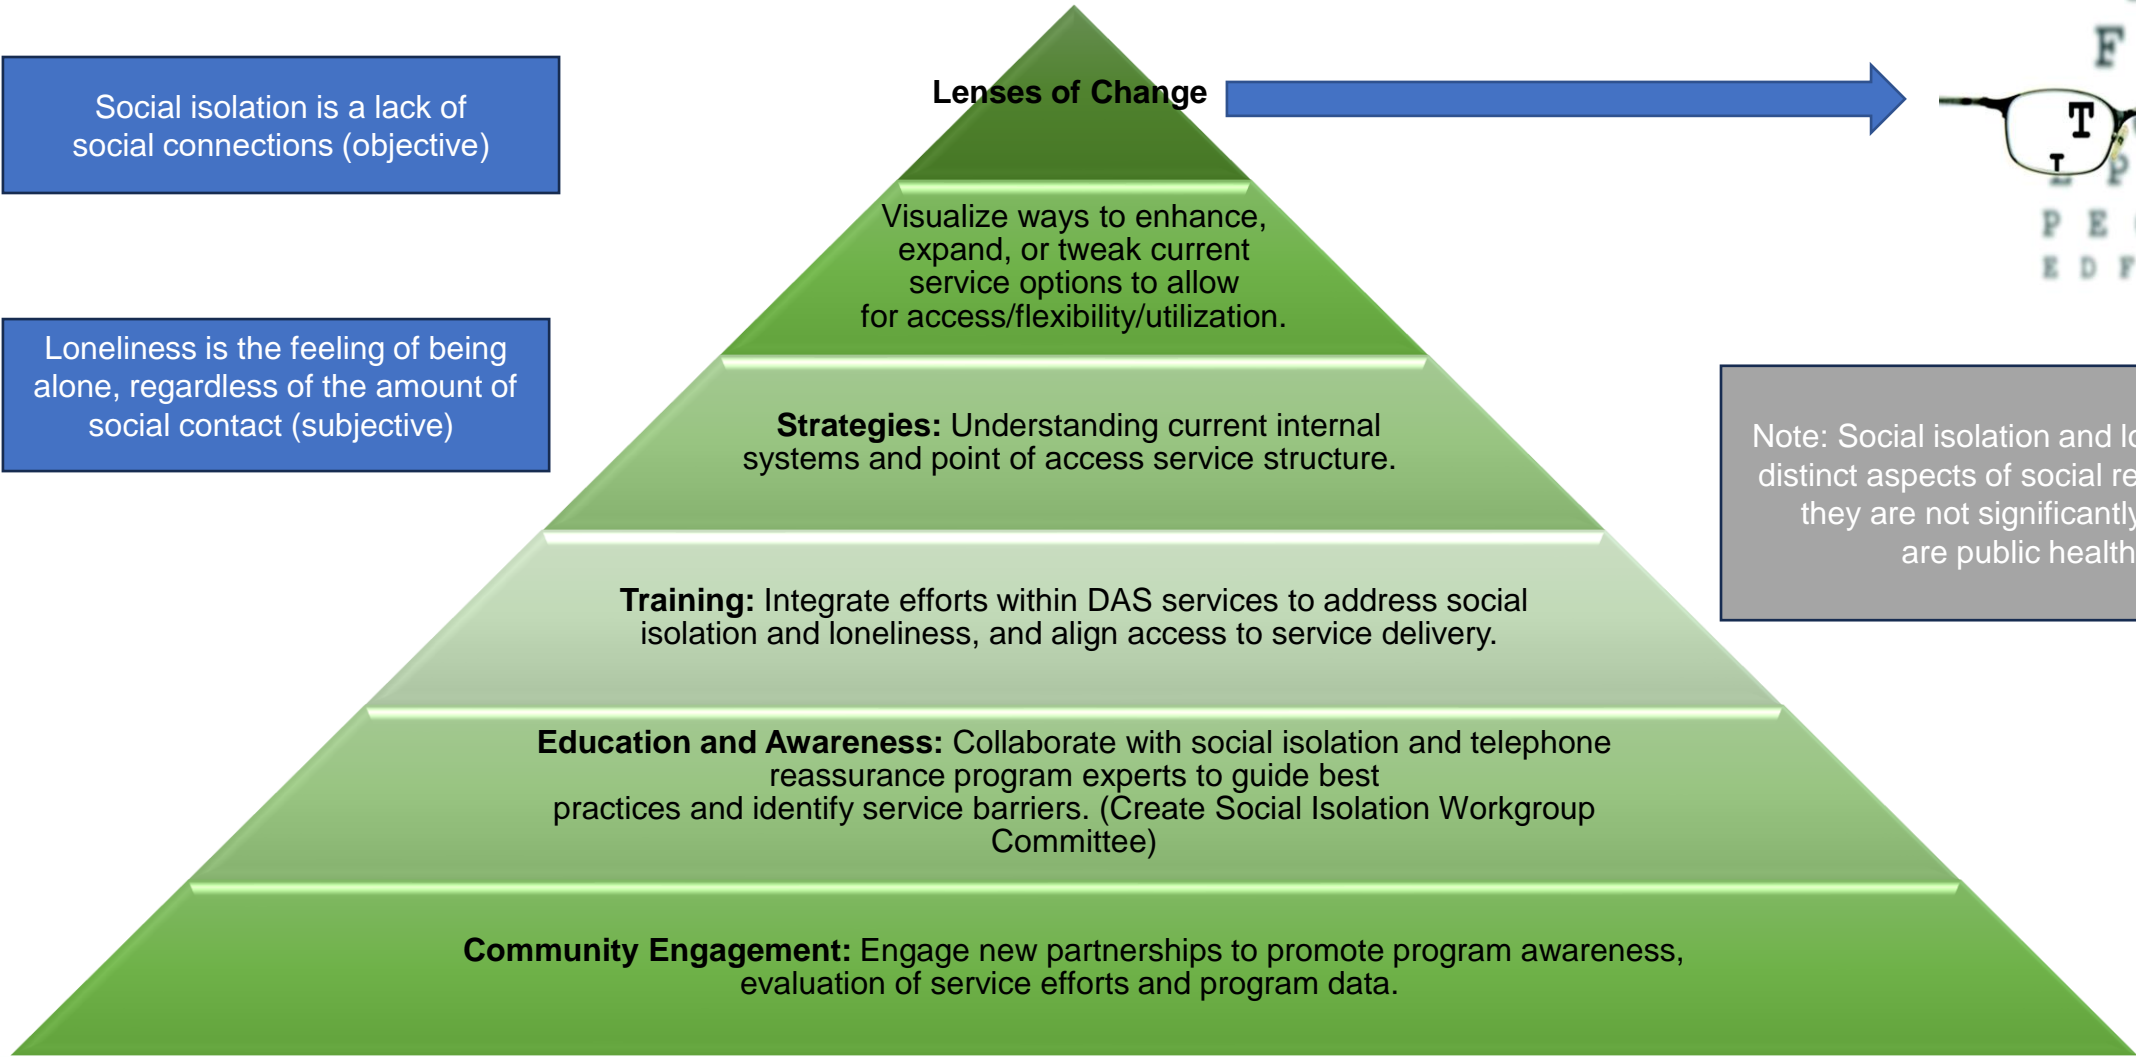 Social isolation is a lack of
social connections (objective)
Loneliness is the feeling of being
alone, regardless of the amount of
social contact (subjective)
Lenses of Change
Visualize ways to enhance,
expand, or tweak current
service options to allow
for access/flexibility/utilization.
Strategies: Understanding current internal
systems and point of access service structure.
Training: Integrate efforts within DAS services to address social
isolation and loneliness, and align access to service delivery.
Education and Awareness: Collaborate with social isolation and telephone
reassurance program experts to guide best
practices and identify service barriers. (Create Social Isolation Workgroup
Committee)
Community Engagement: Engage new partnerships to promote program awareness,
evaluation of service efforts and program data.
F
T
P
P E
E D F
Note: Social isolation and
distinct aspects of social
they are not significantly
are public health